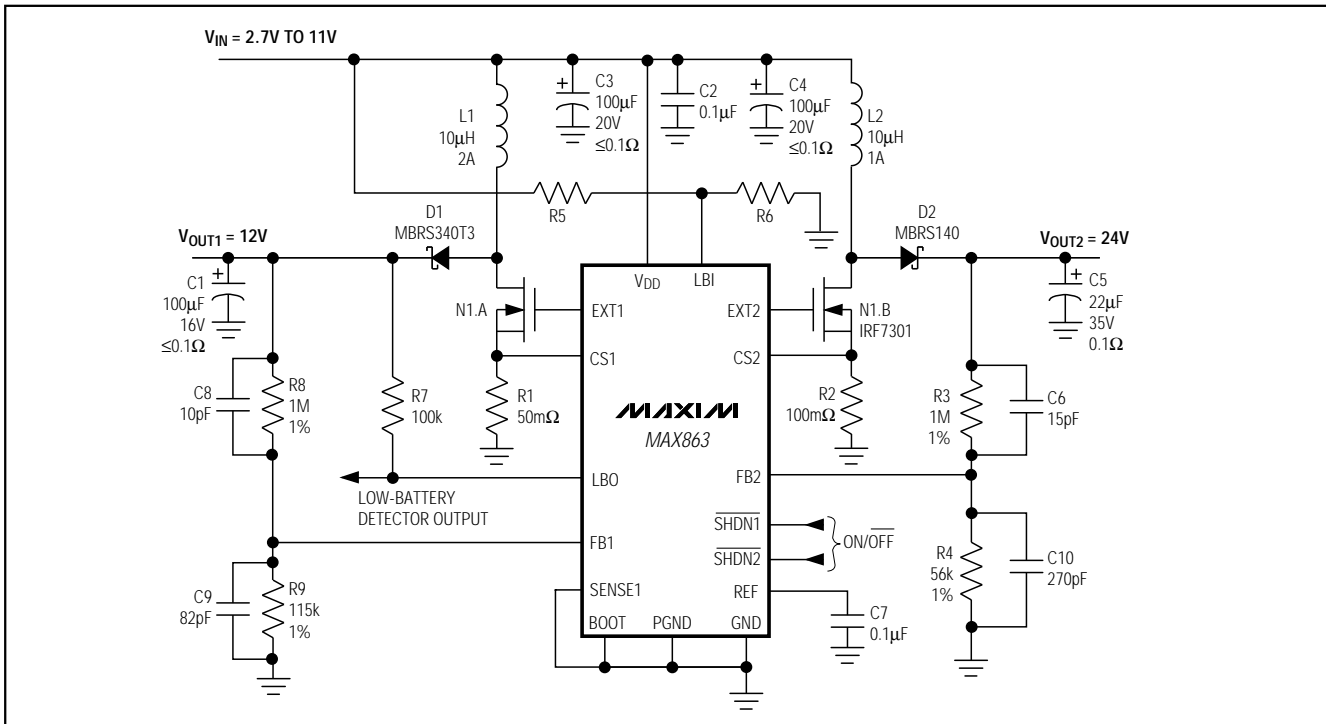 VIN = 2.7V TO 11V
L1
10µH
2A
+
C3
100µF
20V
≤0.1Ω
C2
0.1µF
+
C4
100µF
20V
≤0.1Ω
L2
10µH
1A
R5
R6
D1
MBRS340T3
D2
MBRS140
VOUT1 = 12V
VOUT2 = 24V
+
C1
100µF
16V
≤0.1Ω
N1.A
EXT1
VDD
LBI
EXT2
N1.B
IRF7301
+
C5
22µF
35V
0.1Ω
CS1
CS2
C8
10pF
R8
1M
1%
R7
100k
R1
50mΩ
MAXIM
MAX863
R2
100mΩ
R3
1M
1%
C6
15pF
LBO
FB2
LOW-BATTERY
DETECTOR OUTPUT
SHDN1
SHDN2
ON/OFF
FB1
R4
56k
1%
C10
270pF
C9
82pF
R9
115k
1%
SENSE1
REF
C7
0.1µF
BOOT
PGND
GND